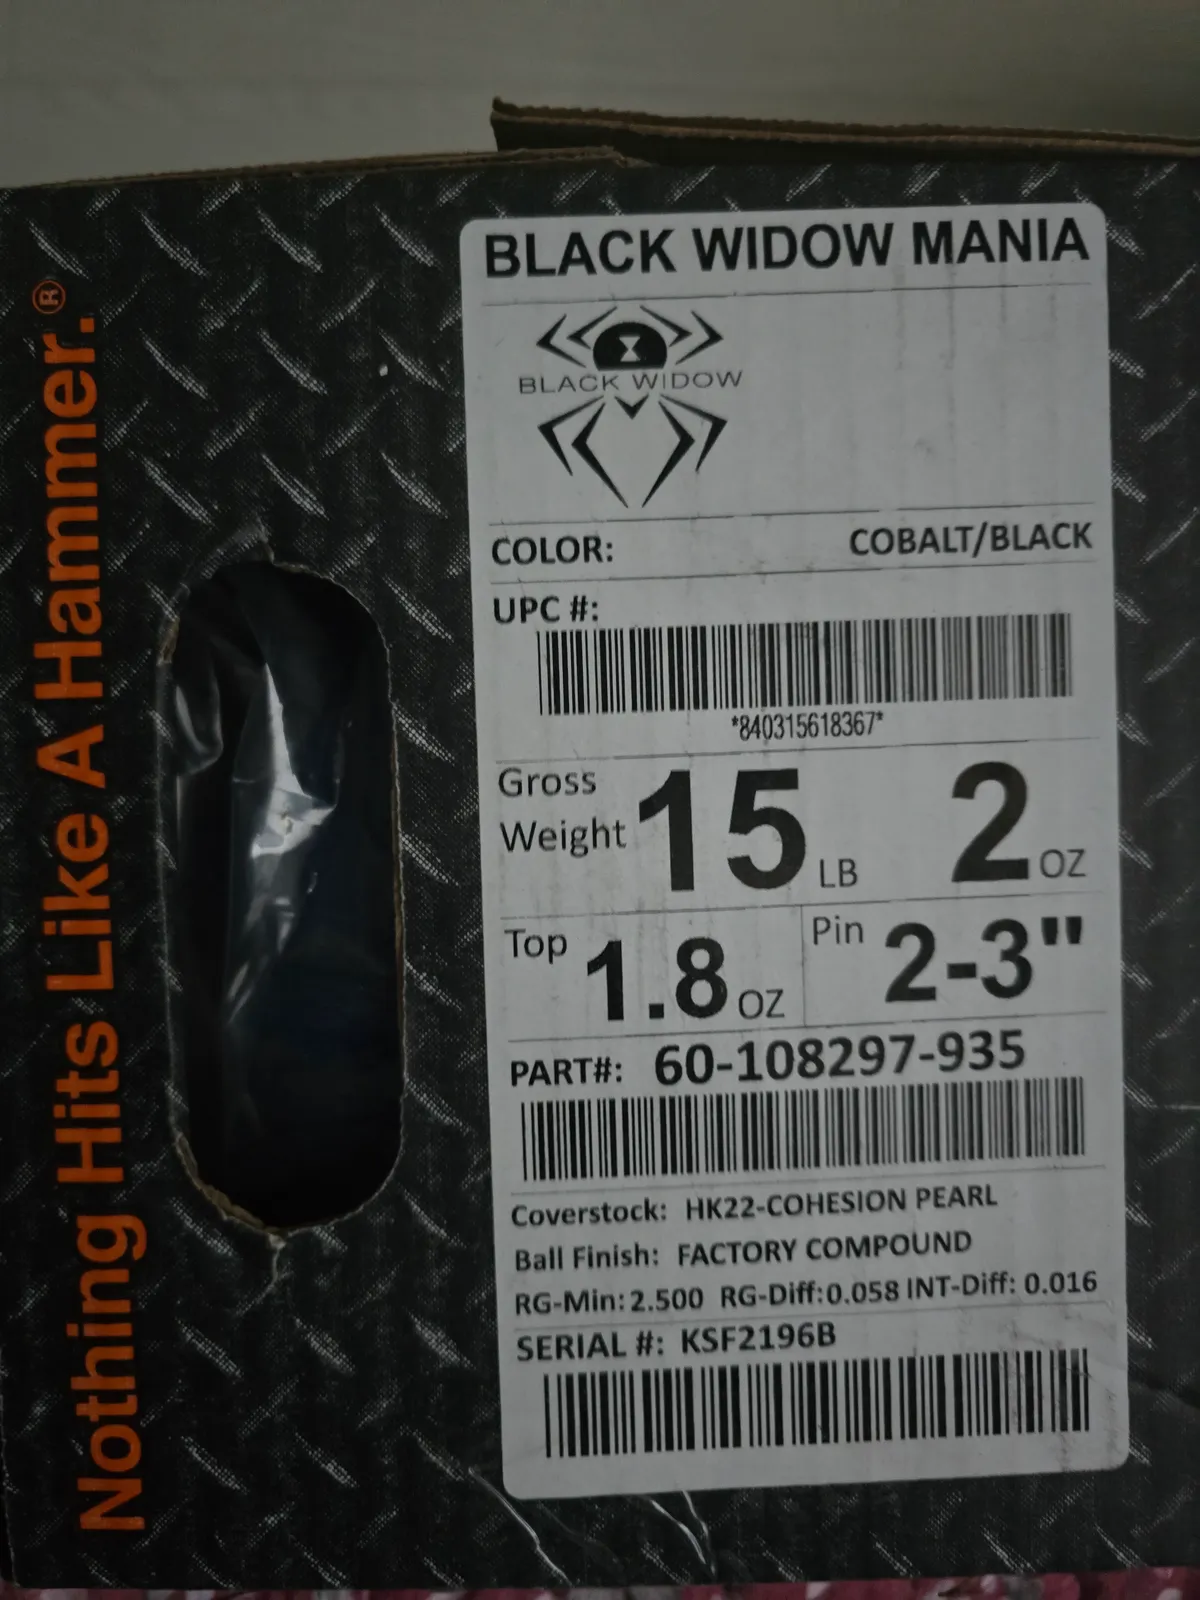 Nothing Hits Like A Hammer.®
BLACK WIDOW MANIA
BLACK WIDOW
COLOR: COBALT/BLACK
UPC #:
*840315618367*
Gross Weight 15 LB 2 OZ
Top 1.8 OZ Pin 2-3"
PART#: 60-108297-935
Coverstock: HK22-COHESION PEARL
Ball Finish: FACTORY COMPOUND
RG-Min: 2.500 RG-Diff: 0.058 INT-Diff: 0.016
SERIAL #: KSF2196B